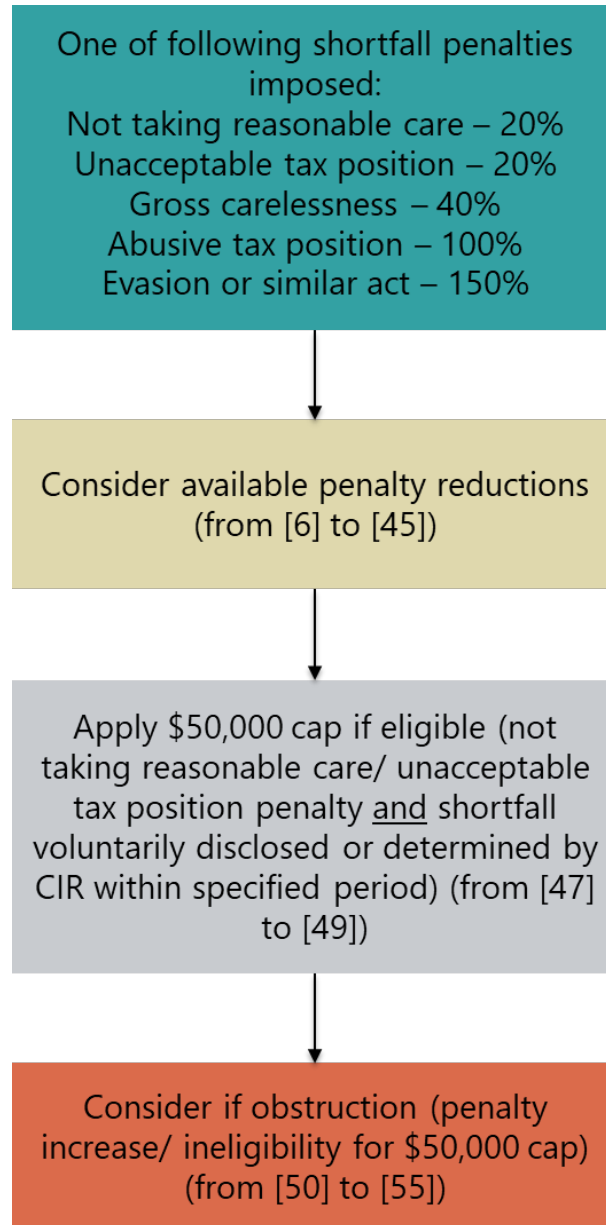 One of following shortfall penalties
imposed:
Not taking reasonable care – 20%
Unacceptable tax position – 20%
Gross carelessness – 40%
Abusive tax position – 100%
Evasion or similar act – 150%
Consider available penalty reductions
(from [6] to [45])
Apply $50,000 cap if eligible (not
taking reasonable care/ unacceptable
tax position penalty and shortfall
voluntarily disclosed or determined by
CIR within specified period) (from [47]
to [49])
Consider if obstruction (penalty
increase/ ineligibility for $50,000 cap)
(from [50] to [55])